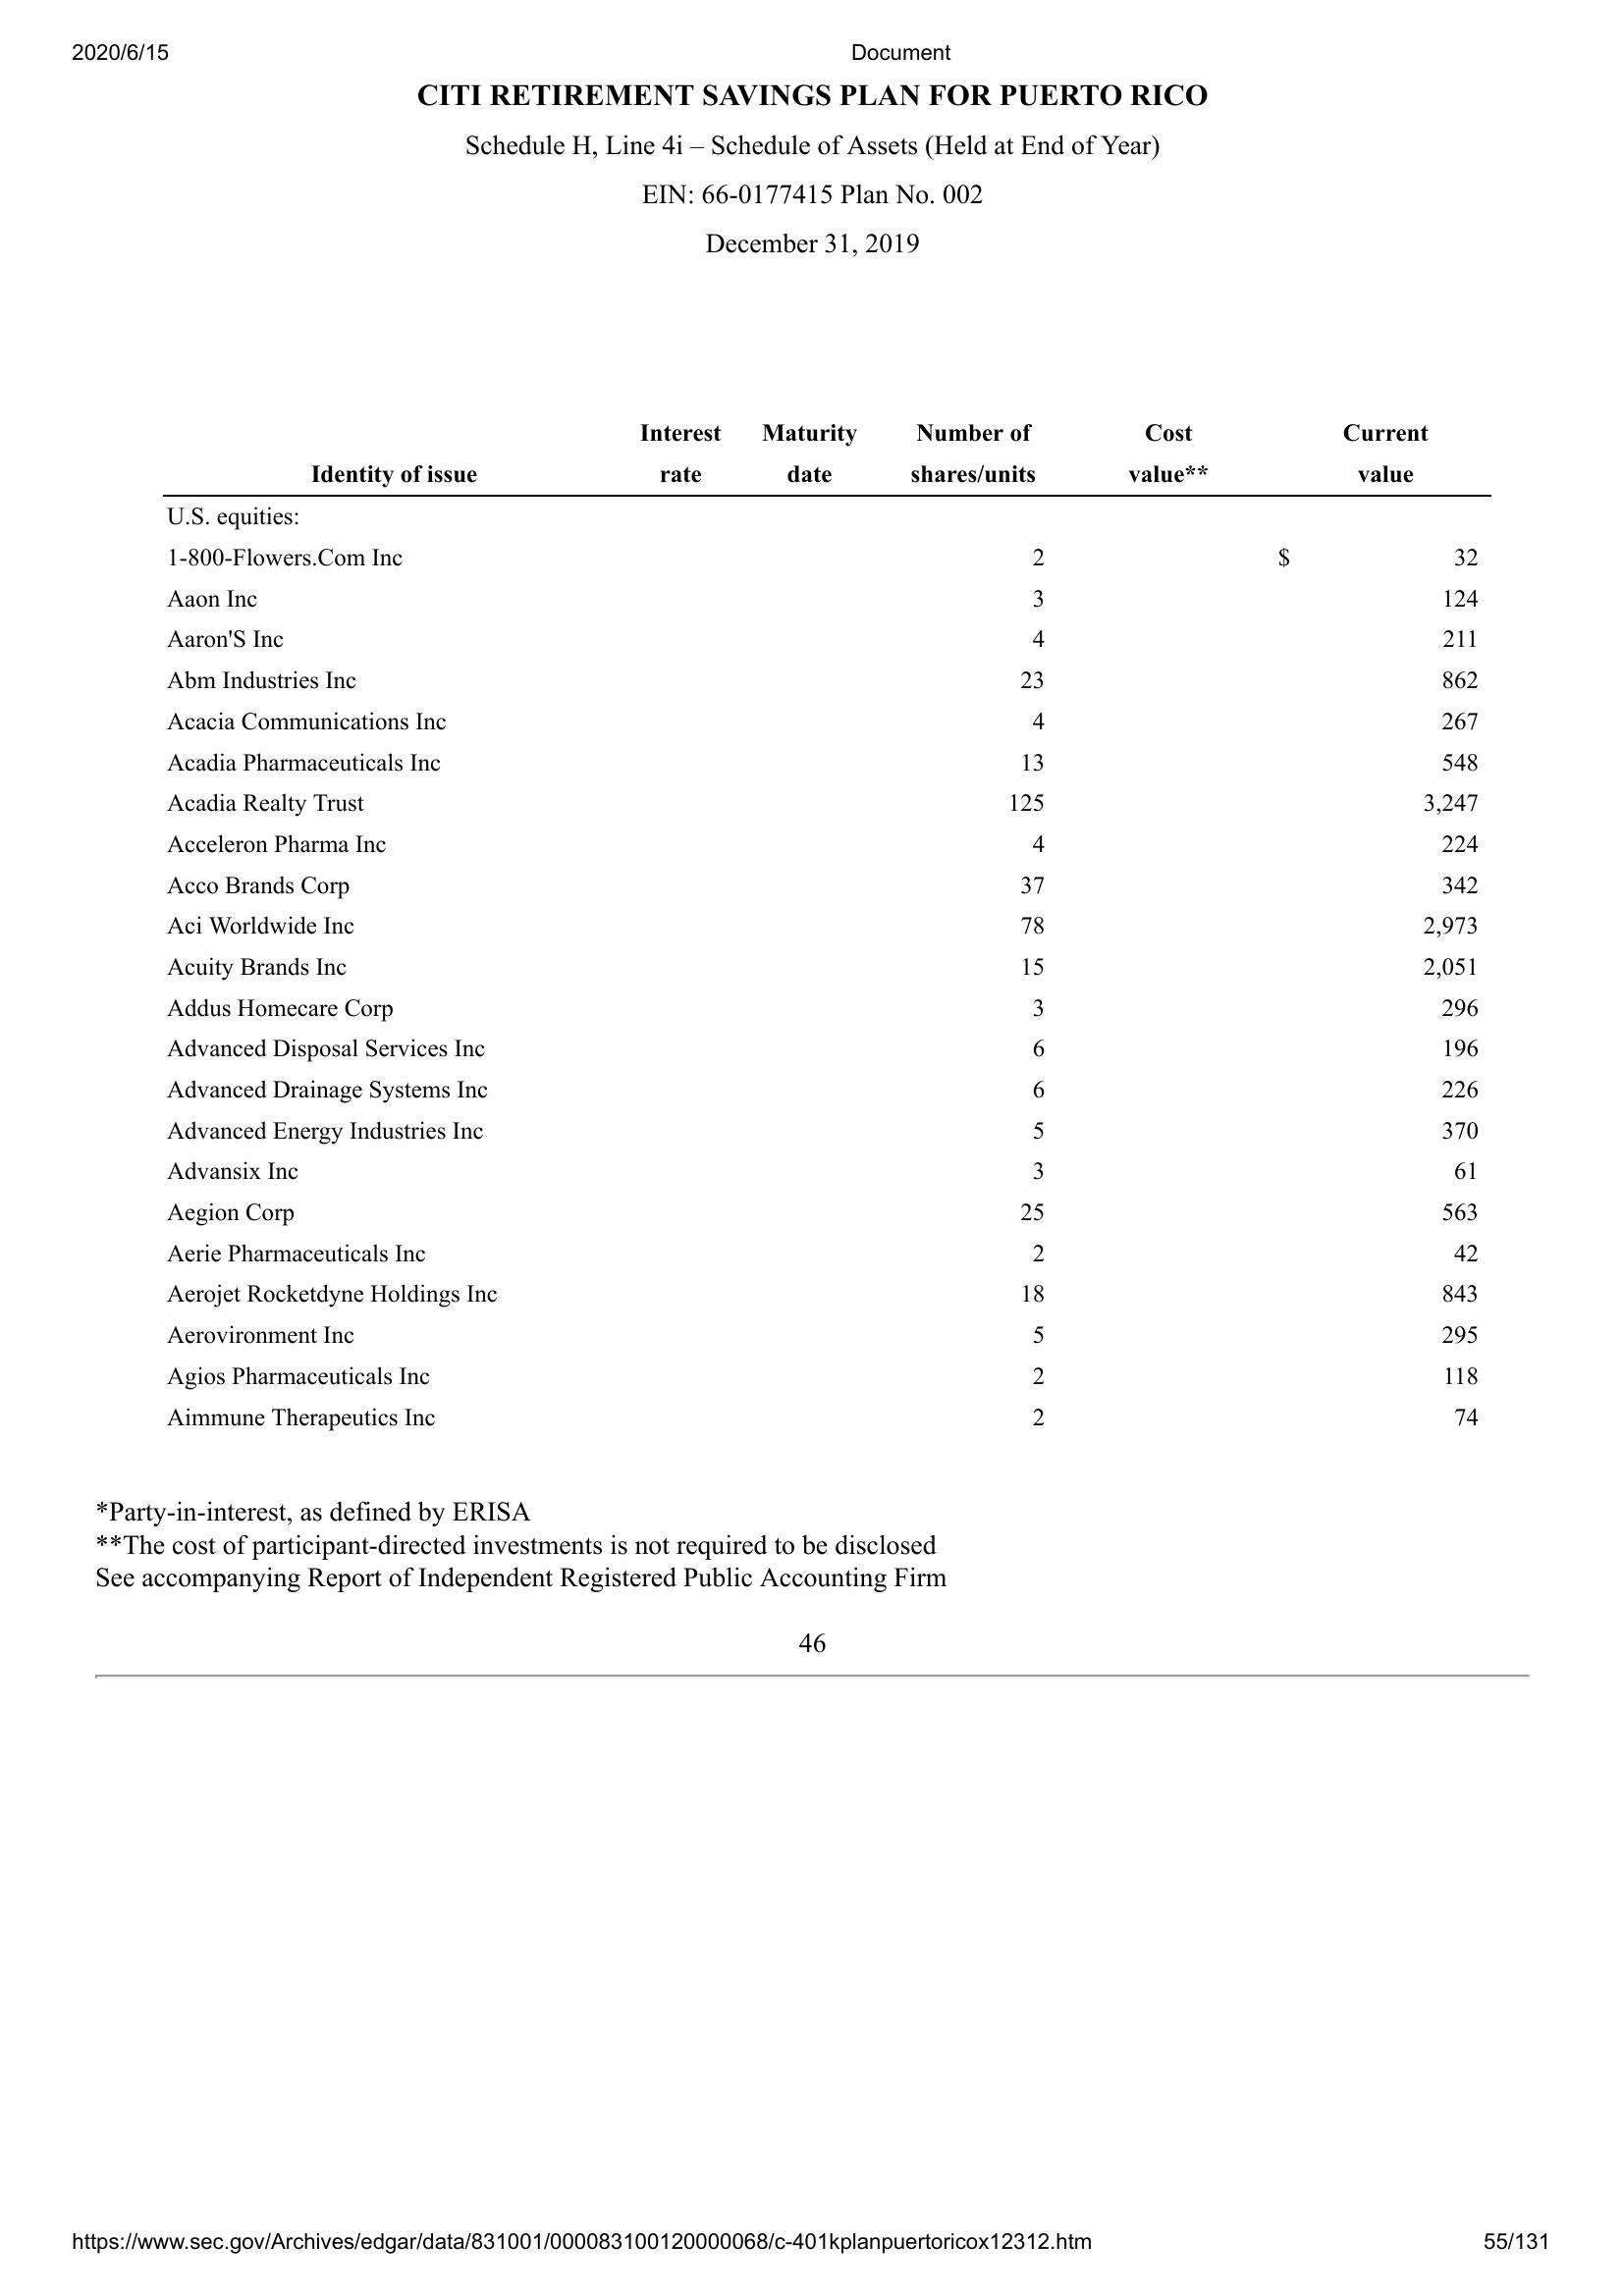 2020/6/15 Document
CITI RETIREMENT SAVINGS PLAN FOR PUERTO RICO
Schedule H, Line 4i – Schedule of Assets (Held at End of Year)
EIN: 66-0177415 Plan No. 002
December 31, 2019
Interest Maturity Number of Cost Current
Identity of issue rate date shares/units value** value
U.S. equities:
1-800-Flowers.Com Inc 2 $ 32
Aaon Inc 3 124
Aaron'S Inc 4 211
Abm Industries Inc 23 862
Acacia Communications Inc 4 267
Acadia Pharmaceuticals Inc 13 548
Acadia Realty Trust 125 3,247
Acceleron Pharma Inc 4 224
Acco Brands Corp 37 342
Aci Worldwide Inc 78 2,973
Acuity Brands Inc 15 2,051
Addus Homecare Corp 3 296
Advanced Disposal Services Inc 6 196
Advanced Drainage Systems Inc 6 226
Advanced Energy Industries Inc 5 370
Advansix Inc 3 61
Aegion Corp 25 563
Aerie Pharmaceuticals Inc 2 42
Aerojet Rocketdyne Holdings Inc 18 843
Aerovironment Inc 5 295
Agios Pharmaceuticals Inc 2 118
Aimmune Therapeutics Inc 2 74
*Party-in-interest, as defined by ERISA
**The cost of participant-directed investments is not required to be disclosed
See accompanying Report of Independent Registered Public Accounting Firm
46
https://www.sec.gov/Archives/edgar/data/831001/000083100120000068/c-401kplanpuertoricox12312.htm 55/131